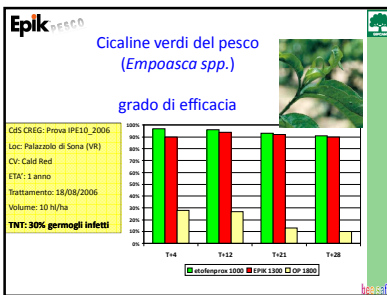 Epik PESCO
Cicaline verdi del pesco
(Empoasca spp.)
grado di efficacia
CdS CREG: Prova IPE10_2006
Loc: Palazolo di Sona (VR)
CV: Cald Red
ETA': 1 anno
Trattamento: 18/08/2006
Volume: 10 hl/ha
TNT: 30% germogli infetti
100%
90%
80%
70%
60%
50%
40%
30%
20%
10%
0%
T+4 T+12 T+21 T+28
etofenprox 1000 EPIK 1300 OP 1800